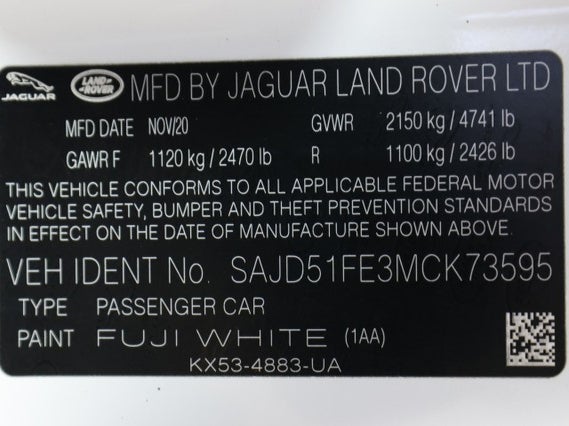 JAGUAR LAND ROVER MFD BY JAGUAR LAND ROVER LTD
MFD DATE NOV/20 GVWR 2150 kg / 4741 lb
GAWR F 1120 kg / 2470 lb R 1100 kg / 2426 lb
THIS VEHICLE CONFORMS TO ALL APPLICABLE FEDERAL MOTOR
VEHICLE SAFETY, BUMPER AND THEFT PREVENTION STANDARDS
IN EFFECT ON THE DATE OF MANUFACTURE SHOWN ABOVE.
VEH IDENT No. SAJD51FE3MCK73595
TYPE PASSENGER CAR
PAINT FUJI WHITE (1AA)
KX53-4883-UA